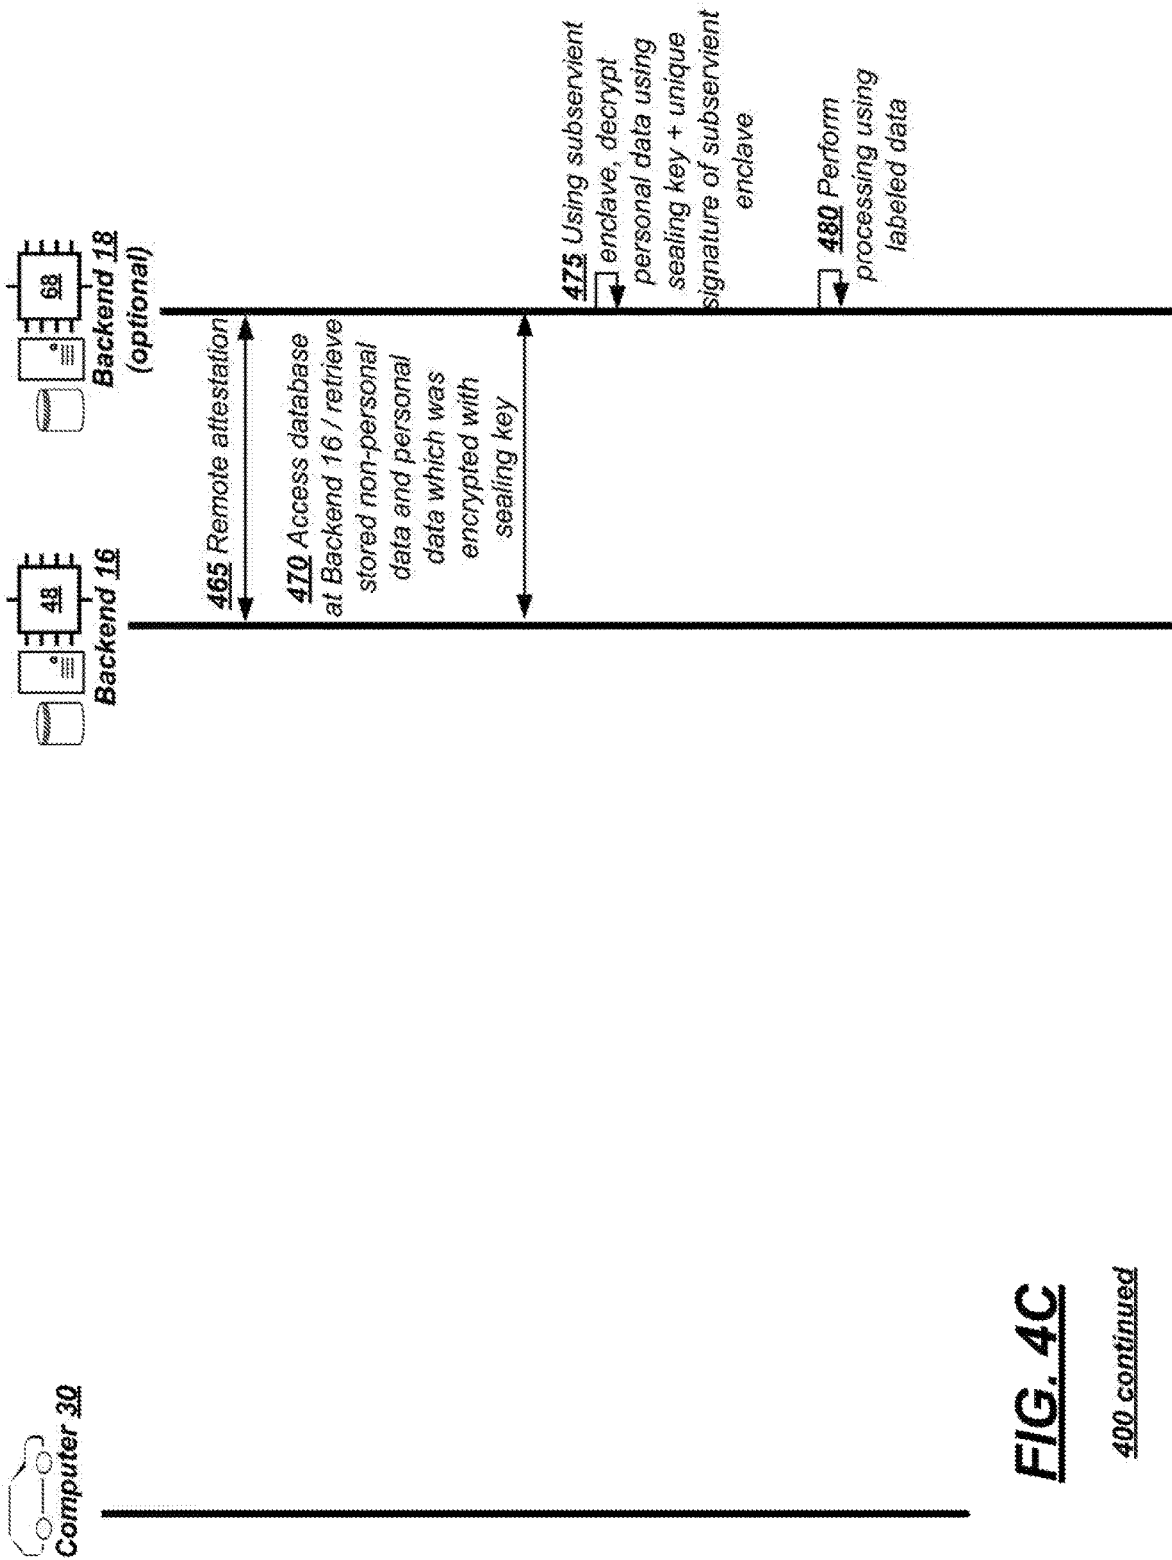 Computer 30
48
Backend 16
68
Backend 18
(optional)
465 Remote attestation
470 Access database
at Backend 16 / retrieve
stored non-personal
data and personal
data which was
encrypted with
sealing key
475 Using subservient
enclave, decrypt
personal data using
sealing key + unique
signature of subservient
enclave
480 Perform
processing using
labeled data
FIG. 4C
400 continued